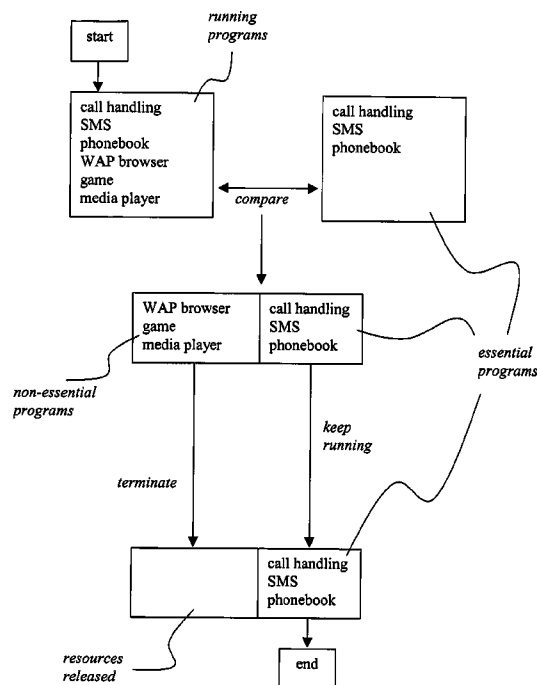 running
programs
start
call handling
SMS
phonebook
WAP browser
game
media player
call handling
SMS
phonebook
compare
WAP browser
game
media player
call handling
SMS
phonebook
essential
programs
non-essential
programs
keep
running
terminate
call handling
SMS
phonebook
resources
released
end